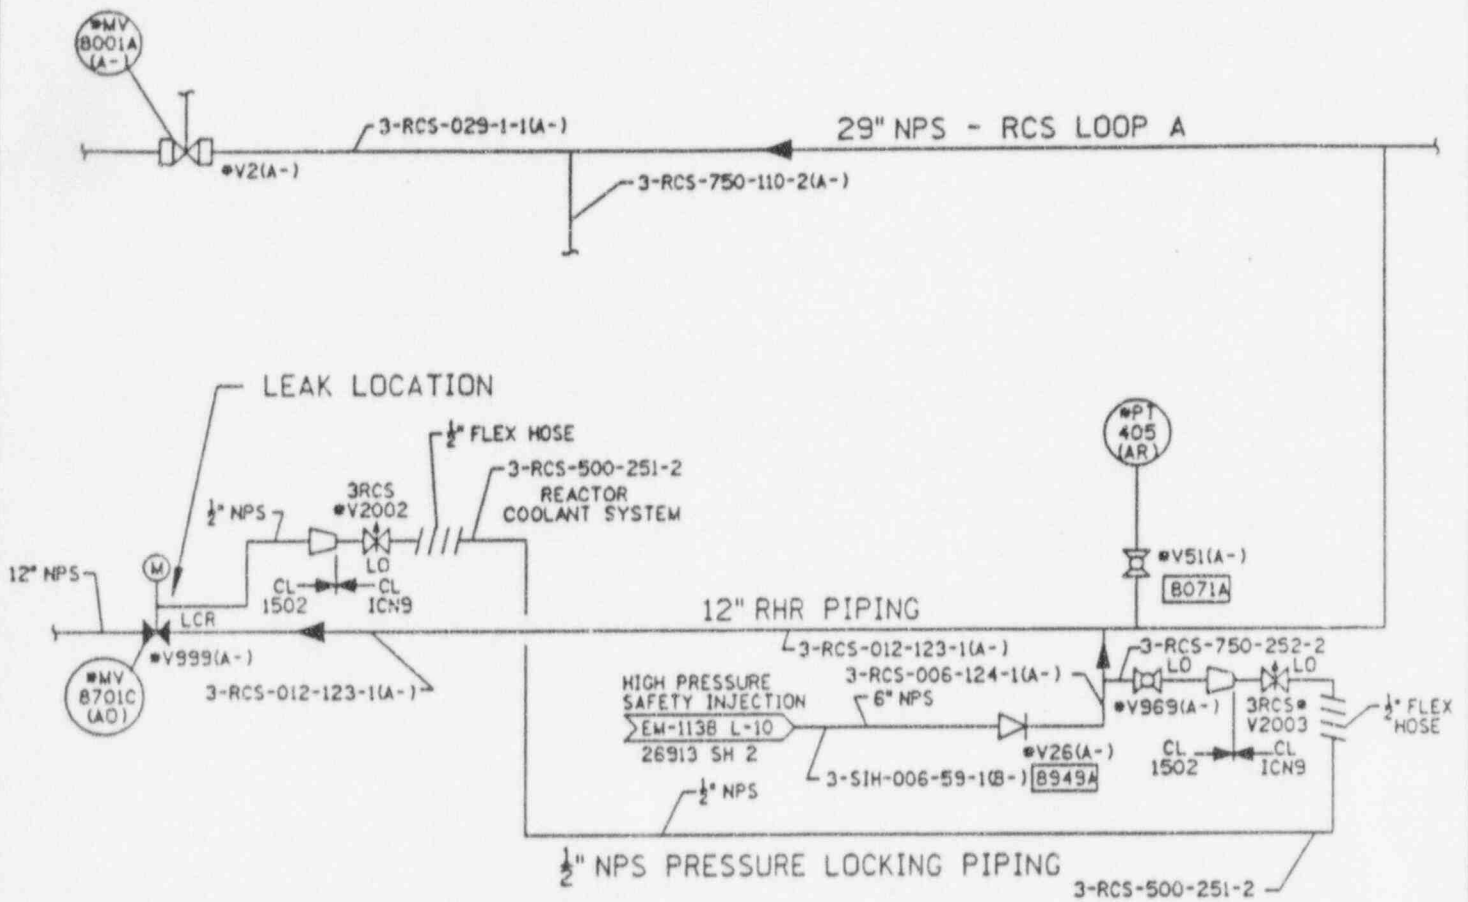 *MV
8001A
(A-)
3-RCS-029-1-1(A-)
29" NPS - RCS LOOP A
*V2(A-)
3-RCS-750-110-2(A-)
LEAK LOCATION
½" FLEX HOSE
3-RCS-500-251-2
REACTOR
COOLANT SYSTEM
3RCS
*V2002
½" NPS
LO
*PT
405
(AR)
*V51(A-)
8071A
12" NPS
M
CL
1502
CL
ICN9
LCR
12" RHR PIPING
*V999(A-)
*MV
8701C
(AO)
3-RCS-012-123-1(A-)
3-RCS-012-123-1(A-)
3-RCS-750-252-2
3-RCS-006-124-1(A-)
LO
LO
HIGH PRESSURE
SAFETY INJECTION
6" NPS
EM-113B L-10
26913 SH 2
*V969(A-)
3RCS*
V2003
½" FLEX
HOSE
*V26(A-)
8949A
3-SIH-006-59-1(B-)
CL
1502
CL
ICN9
½" NPS
½" NPS PRESSURE LOCKING PIPING
3-RCS-500-251-2